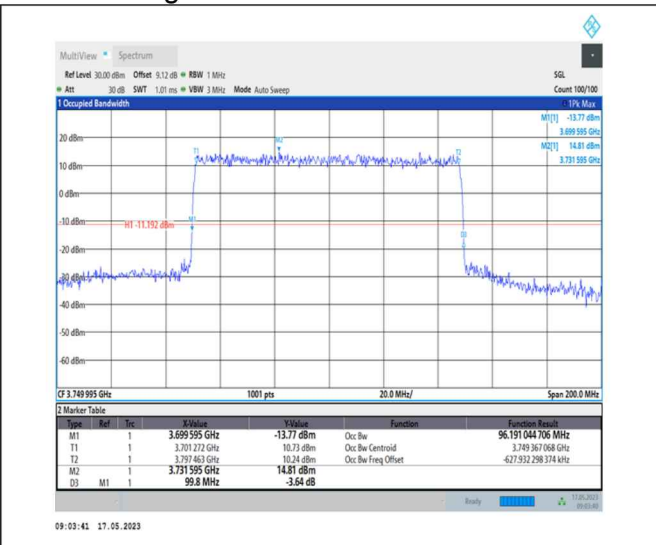 MultiView Spectrum
Ref Level 30.00 dBm Offset 9.12 dB RBW 1 MHz SGL
Att 30 dB SWT 1.01 ms VBW 3 MHz Mode Auto Sweep Count 100/100
1 Occupied Bandwidth 1Pk Max
M1[1] -13.77 dBm
3.699 595 GHz
M2[1] 14.81 dBm
3.731 595 GHz
20 dBm
10 dBm
0 dBm
-10 dBm
-20 dBm
-30 dBm
-40 dBm
-50 dBm
-60 dBm
T1
M2
T2
H1 -11.192 dBm
M1
D3
CF 3.749 995 GHz 1001 pts 20.0 MHz/ Span 200.0 MHz
2 Marker Table
Type Ref Trc X-Value Y-Value Function Function Result
M1 1 3.699 595 GHz -13.77 dBm Occ Bw 96.191 044 706 MHz
T1 1 3.701 272 GHz 10.73 dBm Occ Bw Centroid 3.749 367 068 GHz
T2 1 3.797 463 GHz 10.24 dBm Occ Bw Freq Offset -627.932 298 374 kHz
M2 1 3.731 595 GHz 14.81 dBm
D3 M1 1 99.8 MHz -3.64 dB
Ready 17.05.2023
09:03:40
09:03:41 17.05.2023